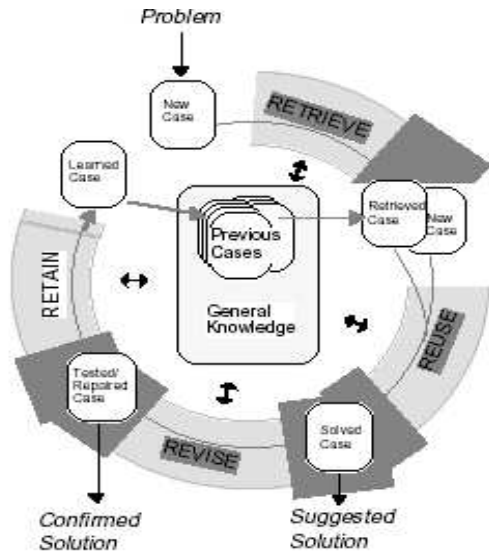 Problem
New
Case
RETRIEVE
Learned
Case
Retrieved
Case
New
Case
Previous
Cases
General
Knowledge
RETAIN
REUSE
Tested/
Repaired
Case
Solved
Case
REVISE
Confirmed
Solution
Suggested
Solution